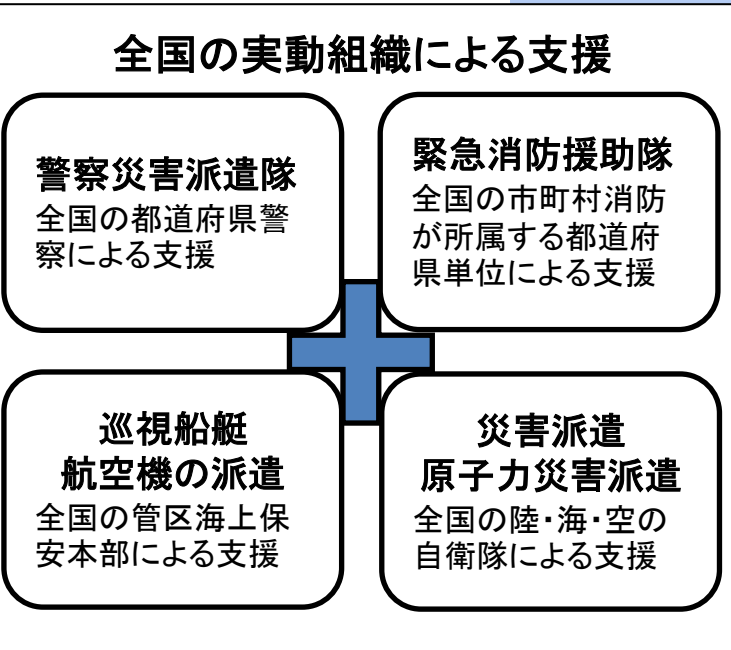 全国の実動組織による支援
警察災害派遣隊
全国の都道府県警
察による支援
緊急消防援助隊
全国の市町村消防
が所属する都道府
県単位による支援
巡視船艇
航空機の派遣
全国の管区海上保
安本部による支援
災害派遣
原子力災害派遣
全国の陸・海・空の
自衛隊による支援